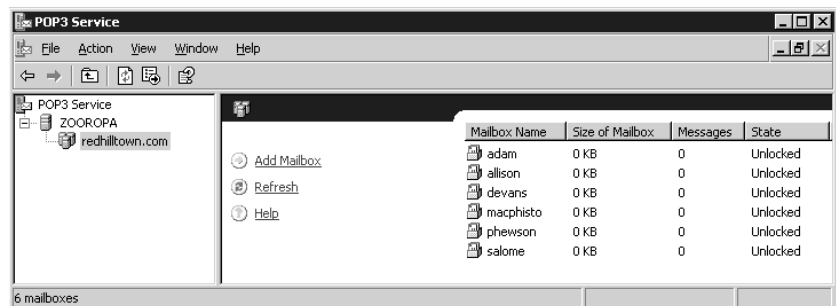 POP3 Service
File Action View Window Help
POP3 Service
ZOOROPA
redhilltown.com
Add Mailbox
Refresh
Help
Mailbox Name Size of Mailbox Messages State
adam 0 KB 0 Unlocked
allison 0 KB 0 Unlocked
devans 0 KB 0 Unlocked
macphisto 0 KB 0 Unlocked
phewson 0 KB 0 Unlocked
salome 0 KB 0 Unlocked
6 mailboxes